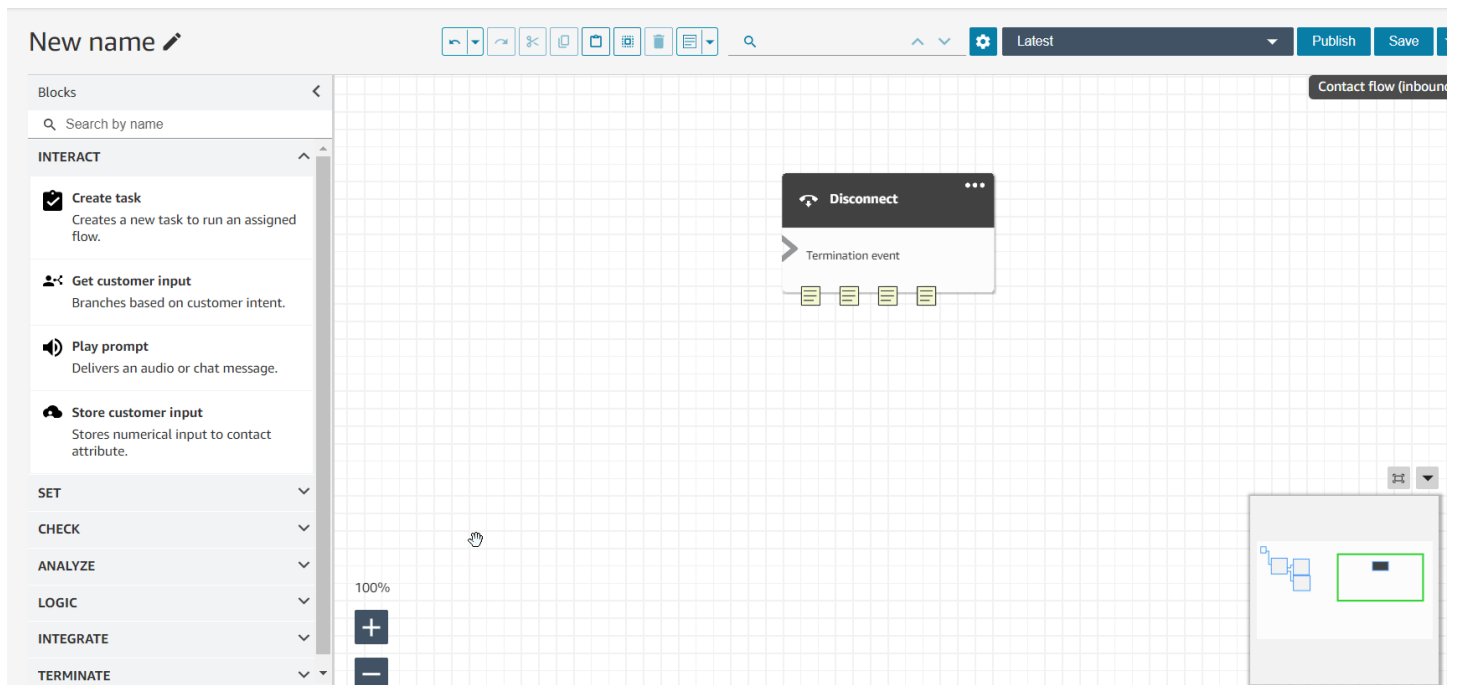 New name
Latest
Publish
Save
Blocks
Contact flow (inboun
Search by name
INTERACT
Create task
Creates a new task to run an assigned
flow.
Disconnect
Termination event
Get customer input
Branches based on customer intent.
Play prompt
Delivers an audio or chat message.
Store customer input
Stores numerical input to contact
attribute.
SET
CHECK
ANALYZE
LOGIC
INTEGRATE
TERMINATE
100%